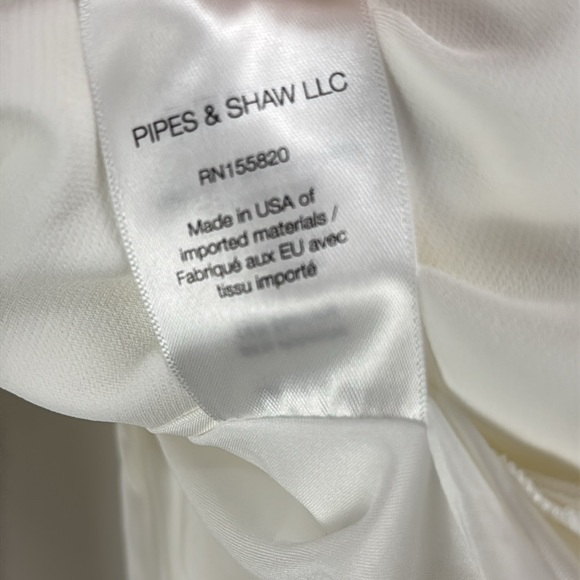 PIPES & SHAW LLC
RN155820
Made in USA of
imported materials /
Fabriqué aux EU avec
tissu importé